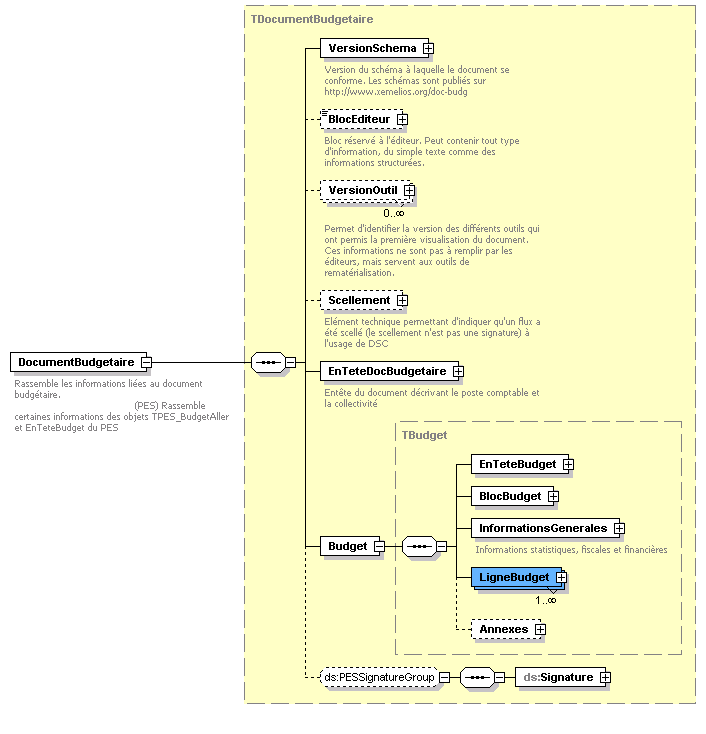 TDocumentBudgetaire
VersionSchema
Version du schéma à laquelle le document se
conforme. Les schémas sont publiés sur
http://www.xemelios.org/doc-budg
BlocEditeur
Bloc réservé à l'éditeur. Peut contenir tout type
d'information, du simple texte comme des
informations structurées.
VersionOutil
0..∞
Permet d'identifier la version des différents outils qui
ont permis la première visualisation du document.
Ces informations ne sont pas à remplir par les
éditeurs, mais servent aux outils de
rematérialisation.
Scellement
Elément technique permettant d'indiquer qu'un flux a
été scellé (le scellement n'est pas une signature) à
l'usage de DSC
DocumentBudgetaire
Rassemble les informations liées au document
budgétaire.
(PES) Rassemble
certaines informations des objets TPES_BudgetAller
et EnTeteBudget du PES
EnTeteDocBudgetaire
Entête du document décrivant le poste comptable et
la collectivité
TBudget
EnTeteBudget
BlocBudget
InformationsGenerales
Informations statistiques, fiscales et financières
Budget
LigneBudget
1..∞
Annexes
ds:PESSignatureGroup
ds:Signature